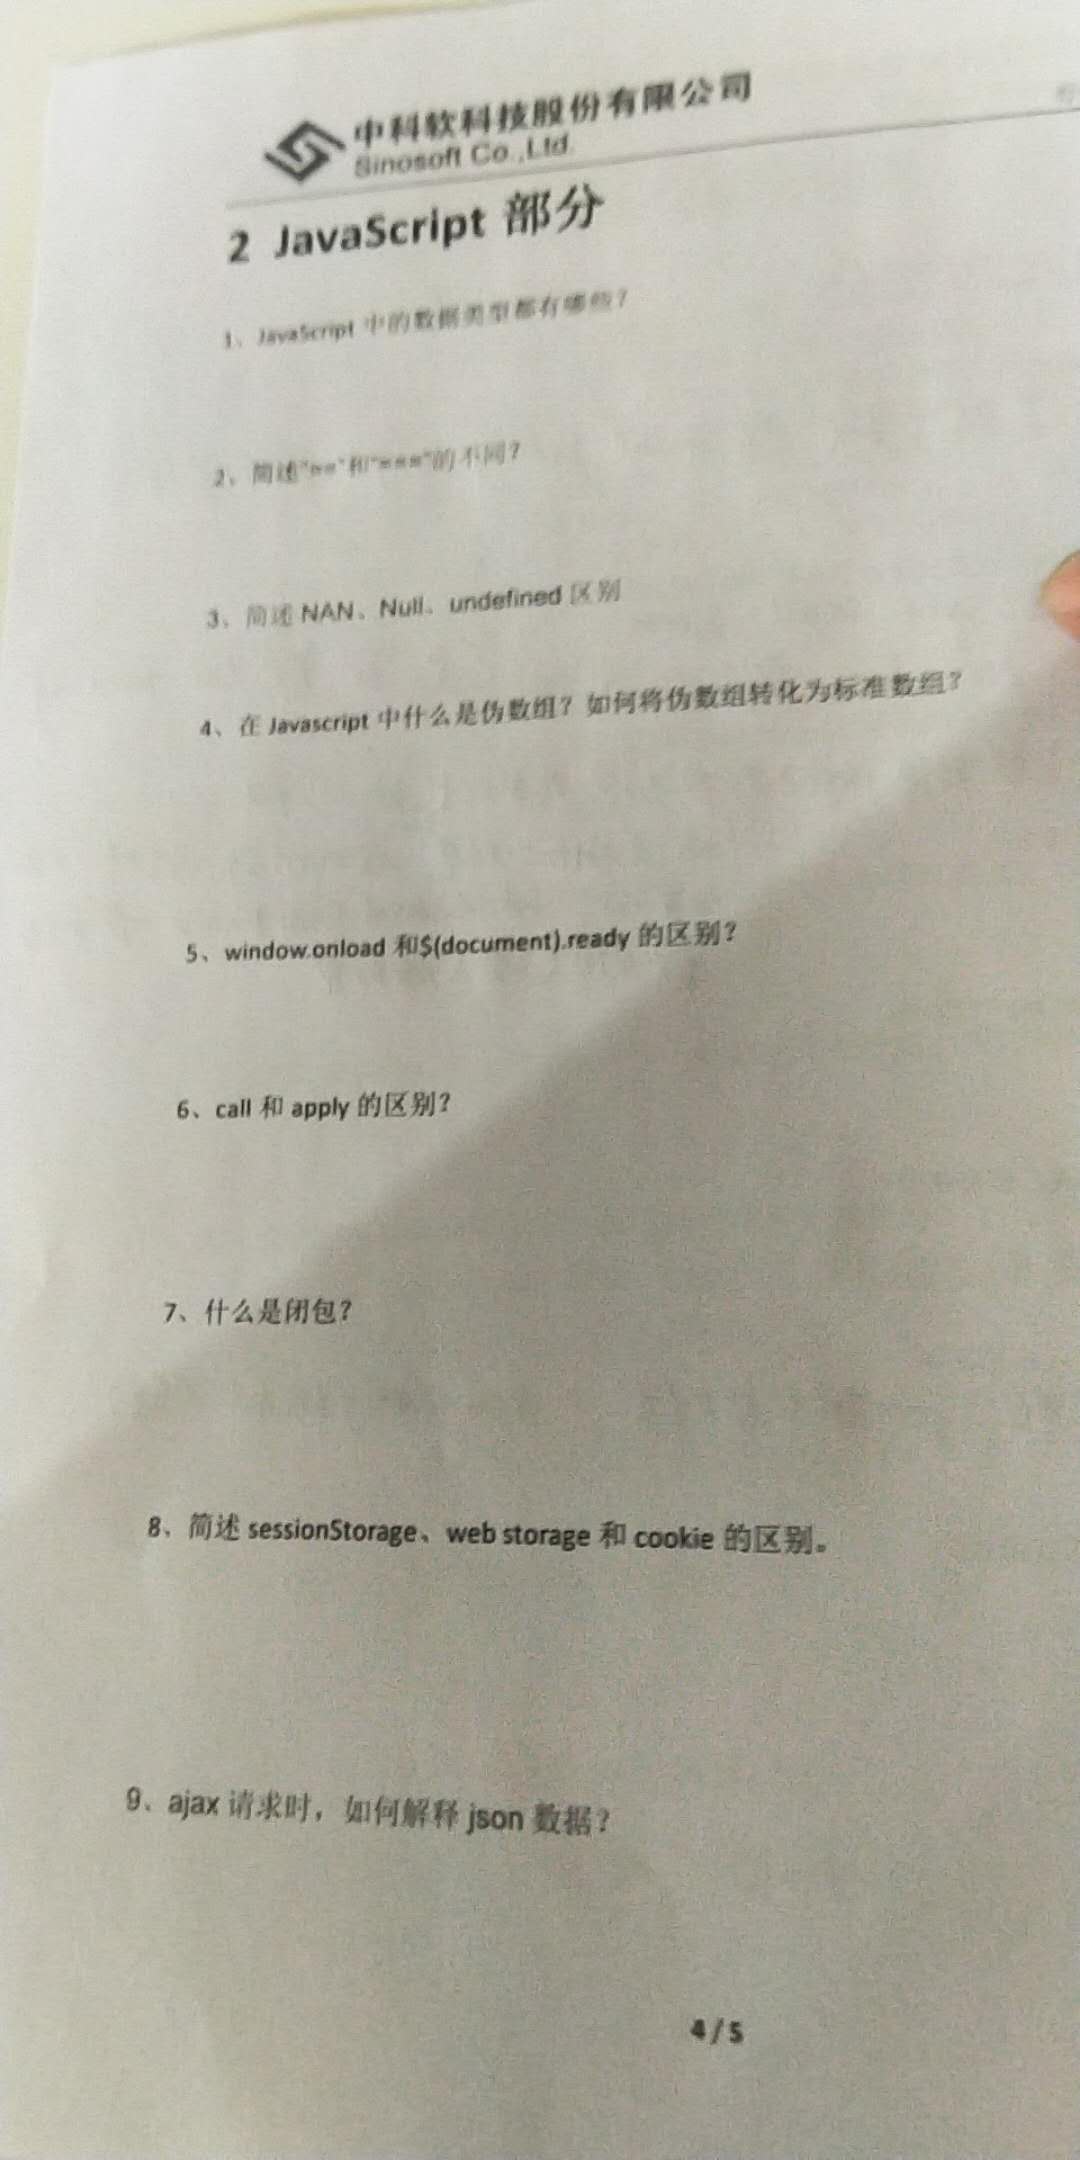 中科软科技股份有限公司
Sinosoft Co.,Ltd.
2 JavaScript 部分
1、JavaScript 中的数据类型都有哪些？
2、简述"=="和"==="的不同？
3、简述 NAN、Null、undefined 区别
4、在 Javascript 中什么是伪数组？如何将伪数组转化为标准数组？
5、window.onload 和$(document).ready 的区别？
6、call 和 apply 的区别？
7、什么是闭包？
8、简述 sessionStorage、web storage 和 cookie 的区别。
9、ajax 请求时，如何解释 json 数据？
4 / 5